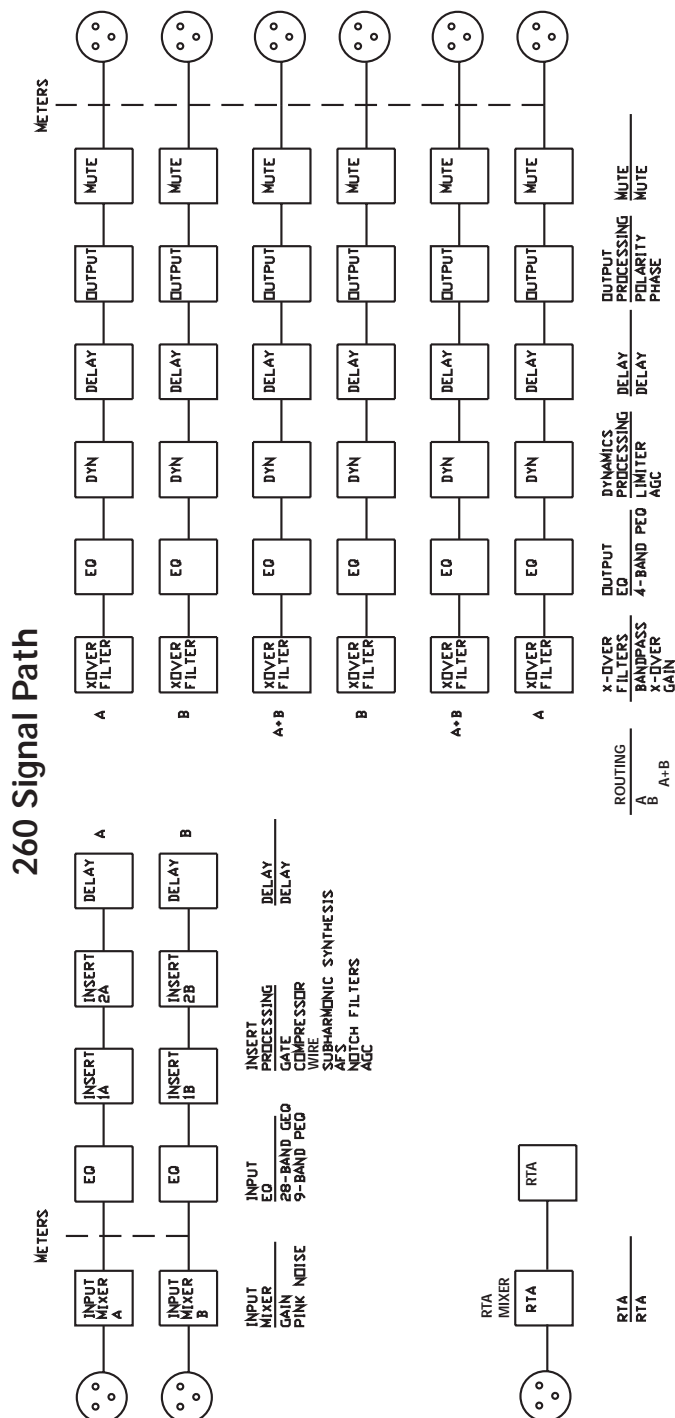 260 Signal Path
METERS
INPUT
MIXER
A
EQ
INSERT
1A
INSERT
2A
DELAY
A
INPUT
MIXER
B
EQ
INSERT
1B
INSERT
2B
DELAY
B
INPUT
MIXER
GAIN
PINK NOISE
INPUT
EQ
28-BAND GEQ
9-BAND PEQ
INSERT
PROCESSING
GATE
COMPRESSOR
WIRE
SUBHARMONIC SYNTHESIS
AFS
NOTCH FILTERS
AGC
DELAY
DELAY
RTA
MIXER
RTA
RTA
RTA
RTA
METERS
A
XOVER
FILTER
EQ
DYN
DELAY
OUTPUT
MUTE
B
XOVER
FILTER
EQ
DYN
DELAY
OUTPUT
MUTE
A+B
XOVER
FILTER
EQ
DYN
DELAY
OUTPUT
MUTE
B
XOVER
FILTER
EQ
DYN
DELAY
OUTPUT
MUTE
A+B
XOVER
FILTER
EQ
DYN
DELAY
OUTPUT
MUTE
A
XOVER
FILTER
EQ
DYN
DELAY
OUTPUT
MUTE
ROUTING
A
B
A+B
X-OVER
FILTERS
BANDPASS
X-OVER
GAIN
OUTPUT
EQ
4-BAND PEQ
DYNAMICS
PROCESSING
LIMITER
AGC
DELAY
DELAY
OUTPUT
PROCESSING
POLARITY
PHASE
MUTE
MUTE